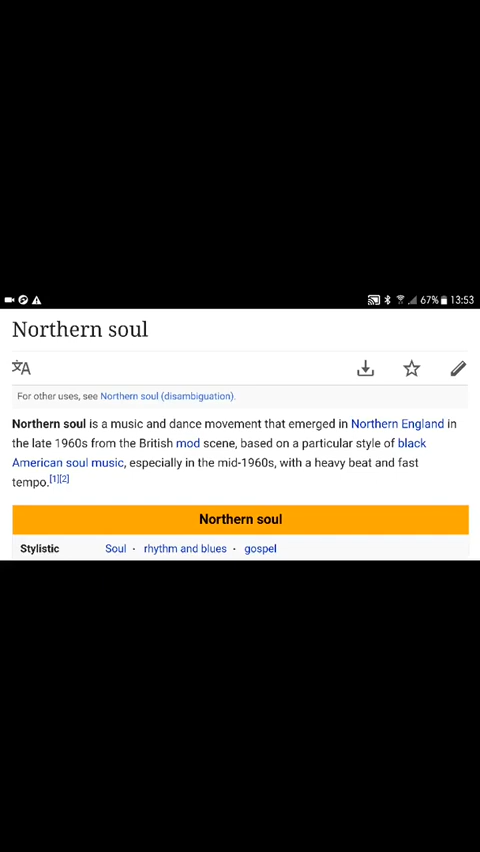 67% 13:53
Northern soul
For other uses, see Northern soul (disambiguation).
Northern soul is a music and dance movement that emerged in Northern England in
the late 1960s from the British mod scene, based on a particular style of black
American soul music, especially in the mid-1960s, with a heavy beat and fast
tempo.[1][2]
Northern soul
Stylistic Soul · rhythm and blues · gospel